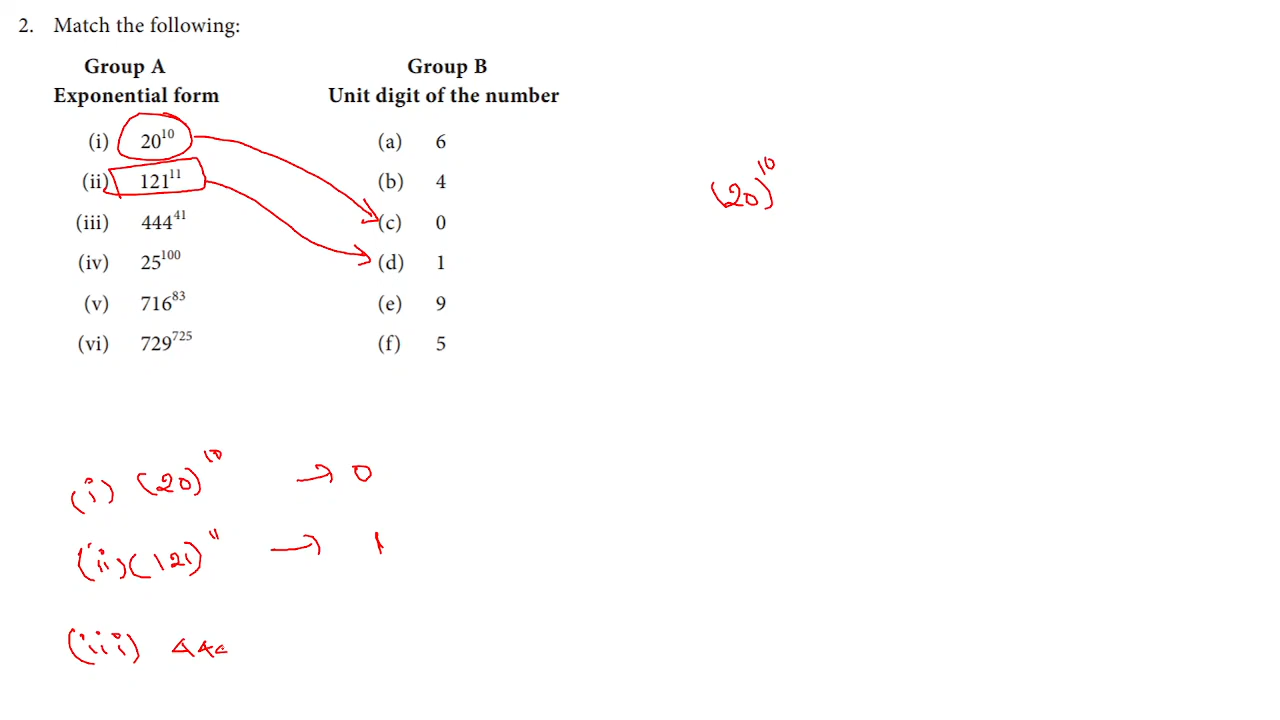 2. Match the following:
Group A Group B
Exponential form Unit digit of the number
(i) 20^10 (a) 6
(ii) 121^11 (b) 4
(iii) 444^41 (c) 0
(iv) 25^100 (d) 1
(v) 716^83 (e) 9
(vi) 729^725 (f) 5
(20)^10
(i) (20)^10 → 0
(ii) (121)^11 → 1
(iii) 444